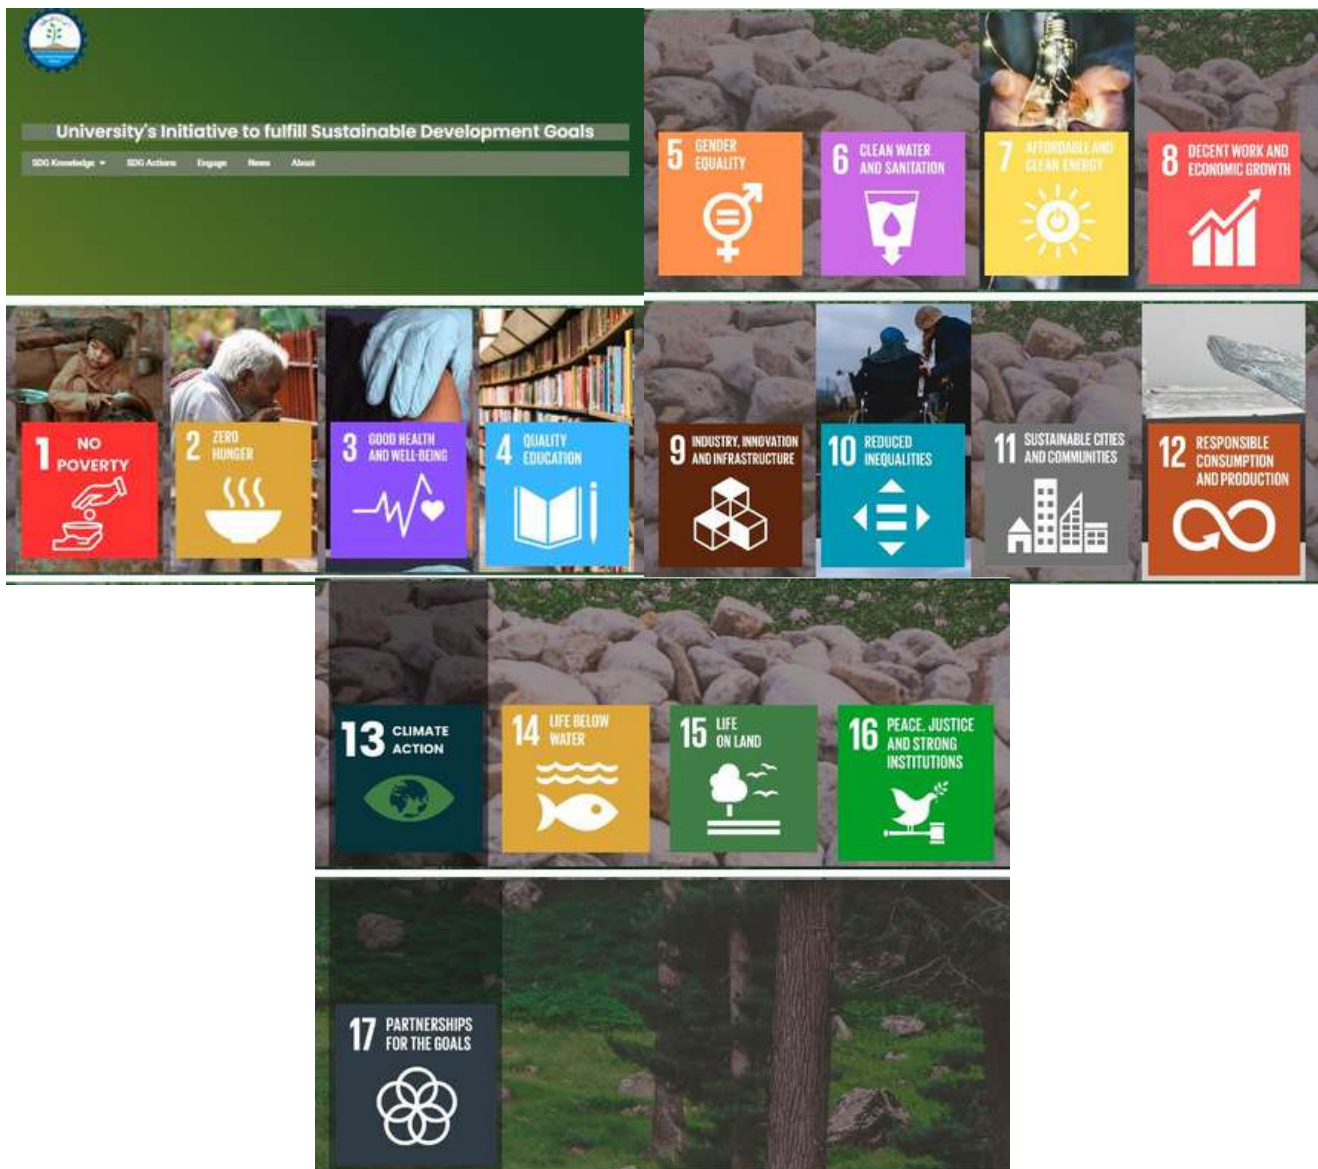 University's Initiative to fulfill Sustainable Development Goals
SDG Knowledge SDG Actions Engage News About
5 GENDER
EQUALITY
6 CLEAN WATER
AND SANITATION
7 AFFORDABLE AND
CLEAN ENERGY
8 DECENT WORK AND
ECONOMIC GROWTH
1 NO
POVERTY
2 ZERO
HUNGER
3 GOOD HEALTH
AND WELL-BEING
4 QUALITY
EDUCATION
9 INDUSTRY, INNOVATION
AND INFRASTRUCTURE
10 REDUCED
INEQUALITIES
11 SUSTAINABLE CITIES
AND COMMUNITIES
12 RESPONSIBLE
CONSUMPTION
AND PRODUCTION
13 CLIMATE
ACTION
14 LIFE BELOW
WATER
15 LIFE
ON LAND
16 PEACE, JUSTICE
AND STRONG
INSTITUTIONS
17 PARTNERSHIPS
FOR THE GOALS